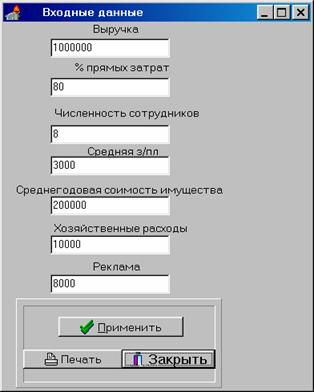 Входные данные
Выручка
1000000
% прямых затрат
80
Численность сотрудников
8
Средняя з/пл
3000
Среднегодовая соимость имущества
200000
Хозяйственные расходы
10000
Реклама
8000
Применить
Печать Закрыть